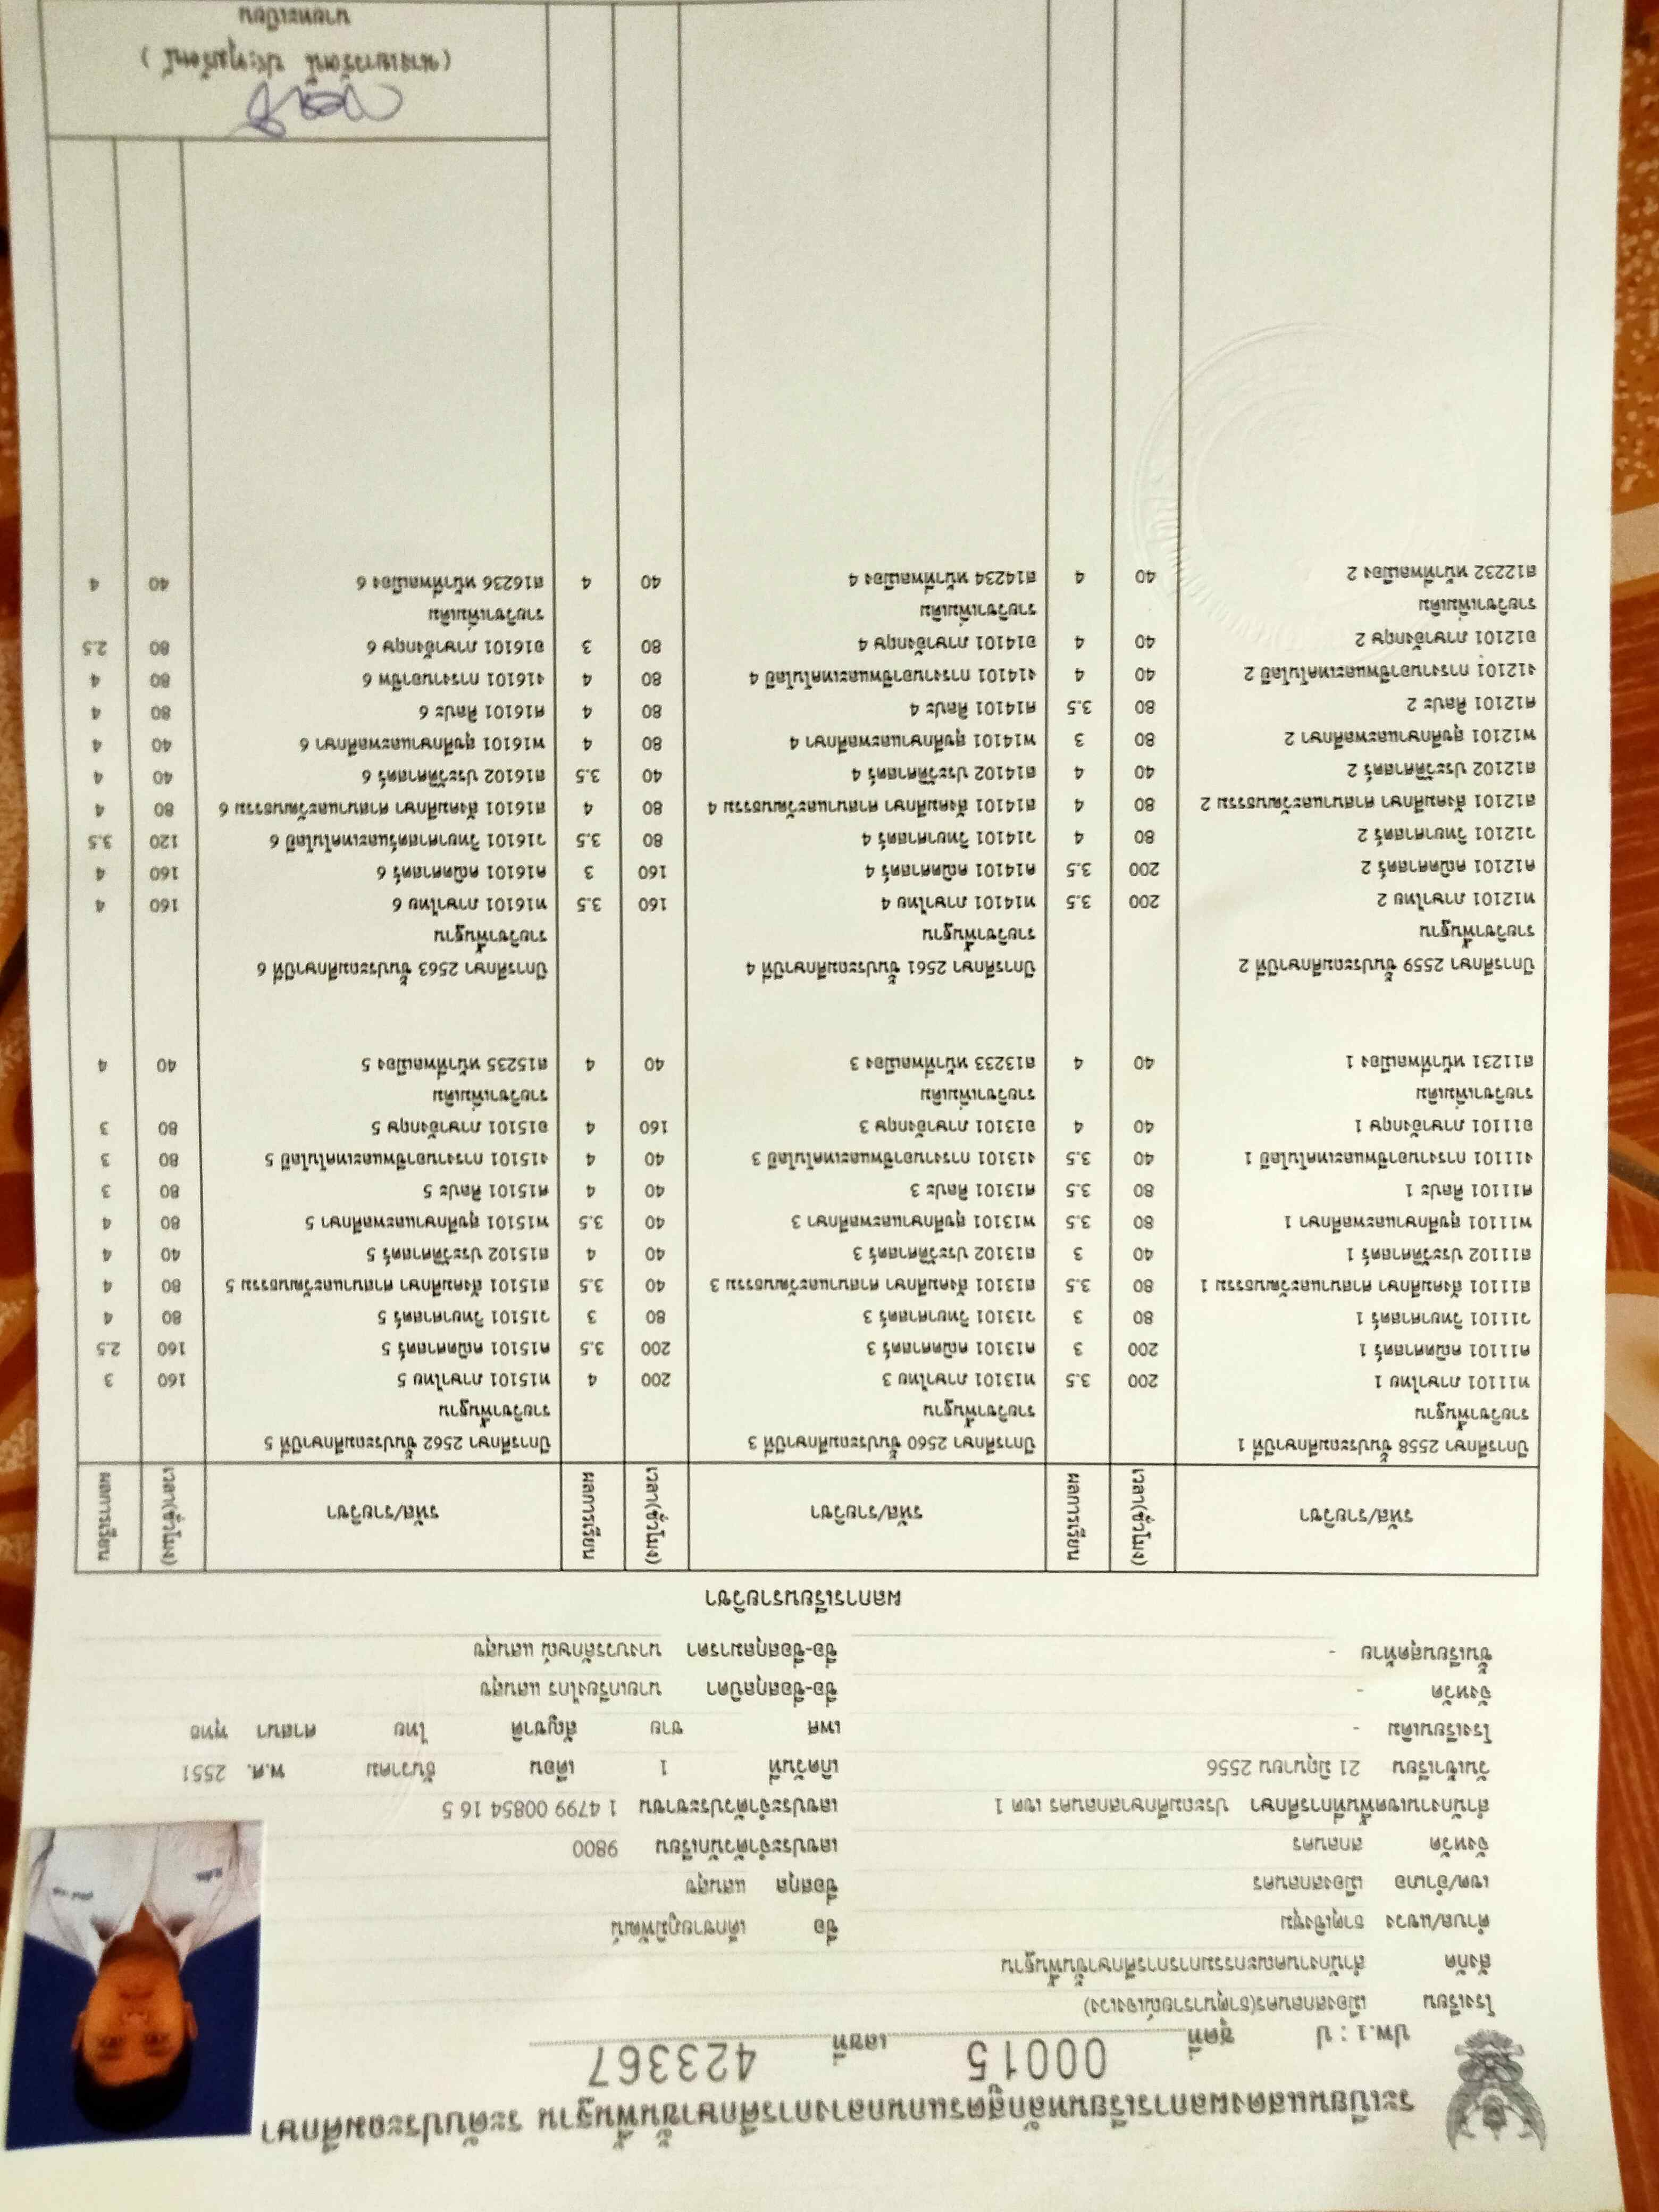 ระเบียนแสดงผลการเรียนหลักสูตรแกนกลางการศึกษาขั้นพื้นฐาน ระดับประถมศึกษา
ปพ.1 : ป ชุดที่ 00015 เลขที่ 423367
โรงเรียน เมืองสกลนคร(ธาตุนารายณ์เจงเวง)
สังกัด สำนักงานคณะกรรมการการศึกษาขั้นพื้นฐาน
ตำบล/แขวง ธาตุเชิงชุม
เขต/อำเภอ เมืองสกลนคร
จังหวัด สกลนคร
สำนักงานเขตพื้นที่การศึกษา ประถมศึกษาสกลนคร เขต 1
วันเข้าเรียน 21 มิถุนายน 2556
โรงเรียนเดิม -
จังหวัด -
ชั้นเรียนสุดท้าย -
ชื่อ เด็กชายภูมิพัฒน์
ชื่อสกุล แสนสุข
เลขประจำตัวนักเรียน 9800
เลขประจำตัวประชาชน 1 4799 00854 16 5
เกิดวันที่ 1 เดือน ธันวาคม พ.ศ. 2551
เพศ ชาย สัญชาติ ไทย ศาสนา พุทธ
ชื่อ-ชื่อสกุลบิดา นายเกรียงไกร แสนสุข
ชื่อ-ชื่อสกุลมารดา นางบวรลักษณ์ แสนสุข
ผลการเรียนรายวิชา
รหัส/รายวิชา เวลา(ชั่วโมง) ผลการเรียน
ปีการศึกษา 2558 ชั้นประถมศึกษาปีที่ 1
รายวิชาพื้นฐาน
ท11101 ภาษาไทย 1 200 3.5
ค11101 คณิตศาสตร์ 1 200 3
ว11101 วิทยาศาสตร์ 1 80 3
ส11101 สังคมศึกษา ศาสนาและวัฒนธรรม 1 80 3.5
ส11102 ประวัติศาสตร์ 1 40 3
พ11101 สุขศึกษาและพลศึกษา 1 80 3.5
ศ11101 ศิลปะ 1 80 3.5
ง11101 การงานอาชีพและเทคโนโลยี 1 40 3.5
อ11101 ภาษาอังกฤษ 1 40 4
รายวิชาเพิ่มเติม
ส11231 หน้าที่พลเมือง 1 40 4
ปีการศึกษา 2559 ชั้นประถมศึกษาปีที่ 2
รายวิชาพื้นฐาน
ท12101 ภาษาไทย 2 200 3.5
ค12101 คณิตศาสตร์ 2 200 3.5
ว12101 วิทยาศาสตร์ 2 80 4
ส12101 สังคมศึกษา ศาสนาและวัฒนธรรม 2 80 4
ส12102 ประวัติศาสตร์ 2 40 4
พ12101 สุขศึกษาและพลศึกษา 2 80 3
ศ12101 ศิลปะ 2 80 3.5
ง12101 การงานอาชีพและเทคโนโลยี 2 40 4
อ12101 ภาษาอังกฤษ 2 40 4
รายวิชาเพิ่มเติม
ส12232 หน้าที่พลเมือง 2 40 4
รหัส/รายวิชา เวลา(ชั่วโมง) ผลการเรียน
ปีการศึกษา 2560 ชั้นประถมศึกษาปีที่ 3
รายวิชาพื้นฐาน
ท13101 ภาษาไทย 3 200 4
ค13101 คณิตศาสตร์ 3 200 3.5
ว13101 วิทยาศาสตร์ 3 80 3
ส13101 สังคมศึกษา ศาสนาและวัฒนธรรม 3 40 3.5
ส13102 ประวัติศาสตร์ 3 40 4
พ13101 สุขศึกษาและพลศึกษา 3 40 3.5
ศ13101 ศิลปะ 3 40 4
ง13101 การงานอาชีพและเทคโนโลยี 3 40 4
อ13101 ภาษาอังกฤษ 3 160 4
รายวิชาเพิ่มเติม
ส13233 หน้าที่พลเมือง 3 40 4
ปีการศึกษา 2561 ชั้นประถมศึกษาปีที่ 4
รายวิชาพื้นฐาน
ท14101 ภาษาไทย 4 160 3.5
ค14101 คณิตศาสตร์ 4 160 3
ว14101 วิทยาศาสตร์ 4 80 3.5
ส14101 สังคมศึกษา ศาสนาและวัฒนธรรม 4 80 4
ส14102 ประวัติศาสตร์ 4 40 3.5
พ14101 สุขศึกษาและพลศึกษา 4 80 4
ศ14101 ศิลปะ 4 80 4
ง14101 การงานอาชีพและเทคโนโลยี 4 80 4
อ14101 ภาษาอังกฤษ 4 80 3
รายวิชาเพิ่มเติม
ส14234 หน้าที่พลเมือง 4 40 4
รหัส/รายวิชา เวลา(ชั่วโมง) ผลการเรียน
ปีการศึกษา 2562 ชั้นประถมศึกษาปีที่ 5
รายวิชาพื้นฐาน
ท15101 ภาษาไทย 5 160 3
ค15101 คณิตศาสตร์ 5 160 2.5
ว15101 วิทยาศาสตร์ 5 80 4
ส15101 สังคมศึกษา ศาสนาและวัฒนธรรม 5 80 4
ส15102 ประวัติศาสตร์ 5 40 4
พ15101 สุขศึกษาและพลศึกษา 5 80 4
ศ15101 ศิลปะ 5 80 3
ง15101 การงานอาชีพและเทคโนโลยี 5 80 3
อ15101 ภาษาอังกฤษ 5 80 3
รายวิชาเพิ่มเติม
ส15235 หน้าที่พลเมือง 5 40 4
ปีการศึกษา 2563 ชั้นประถมศึกษาปีที่ 6
รายวิชาพื้นฐาน
ท16101 ภาษาไทย 6 160 4
ค16101 คณิตศาสตร์ 6 160 4
ว16101 วิทยาศาสตร์และเทคโนโลยี 6 120 3.5
ส16101 สังคมศึกษา ศาสนาและวัฒนธรรม 6 80 4
ส16102 ประวัติศาสตร์ 6 40 4
พ16101 สุขศึกษาและพลศึกษา 6 40 4
ศ16101 ศิลปะ 6 80 4
ง16101 การงานอาชีพ 6 80 4
อ16101 ภาษาอังกฤษ 6 80 2.5
รายวิชาเพิ่มเติม
ส16236 หน้าที่พลเมือง 6 40 4
(นางเยาวรัตน์ ประทุมรัตน์)
นายทะเบียน